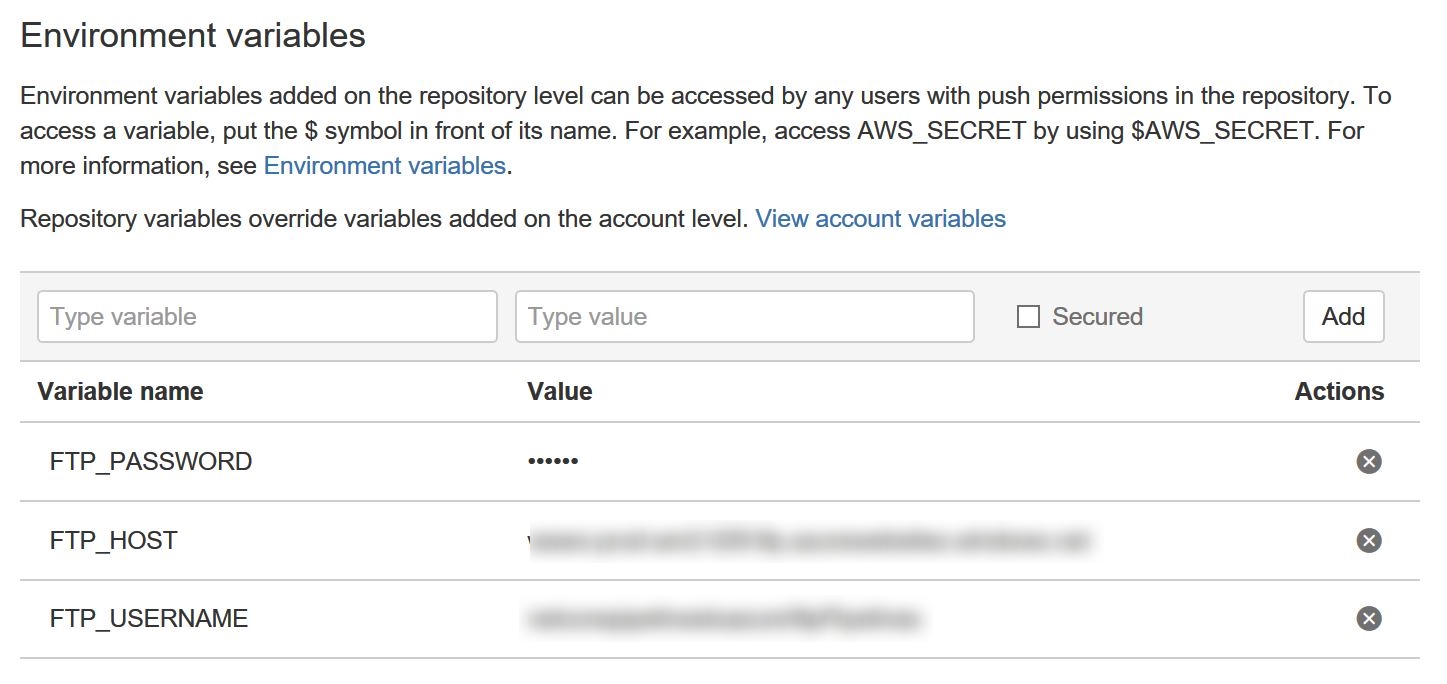 Environment variables
Environment variables added on the repository level can be accessed by any users with push permissions in the repository. To
access a variable, put the $ symbol in front of its name. For example, access AWS_SECRET by using $AWS_SECRET. For
more information, see Environment variables.
Repository variables override variables added on the account level. View account variables
Type variable Type value Secured Add
Variable name Value Actions
FTP_PASSWORD ••••••
FTP_HOST
FTP_USERNAME